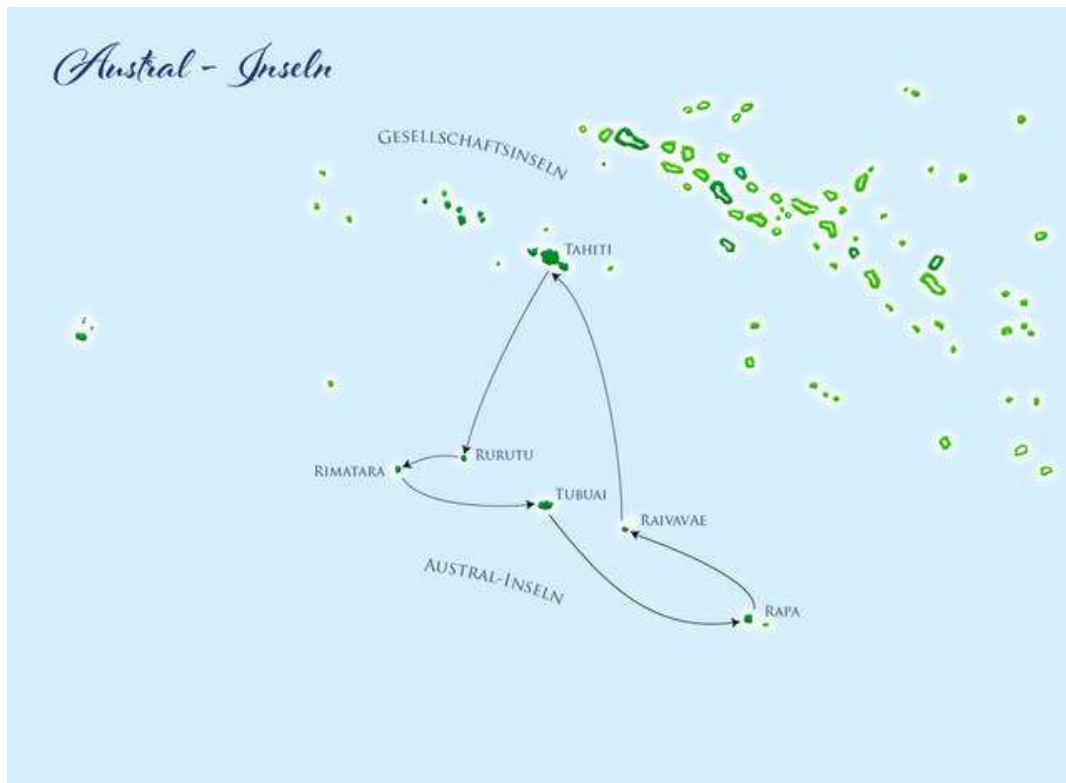 Austral - Inseln
GESELLSCHAFTSINSELN
TAHITI
RURUTU
RIMATARA
TUBUAI
RAIVAVAE
AUSTRAL-INSELN
RAPA